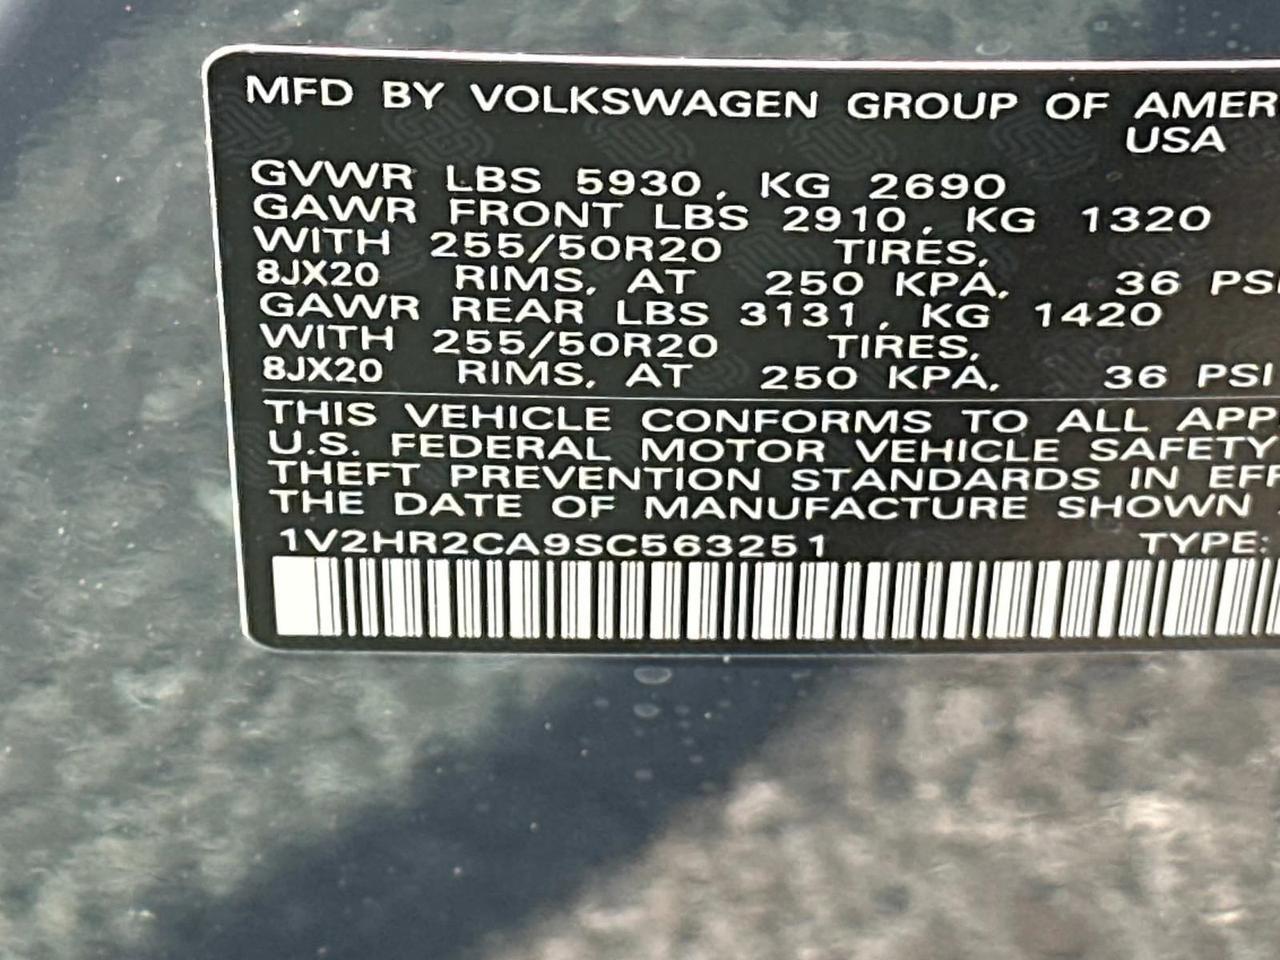 MFD BY VOLKSWAGEN GROUP OF AMER
USA
GVWR LBS 5930, KG 2690
GAWR FRONT LBS 2910, KG 1320
WITH 255/50R20 TIRES,
8JX20 RIMS, AT 250 KPA, 36 PSI
GAWR REAR LBS 3131, KG 1420
WITH 255/50R20 TIRES,
8JX20 RIMS, AT 250 KPA, 36 PSI
THIS VEHICLE CONFORMS TO ALL APP
U.S. FEDERAL MOTOR VEHICLE SAFETY
THEFT PREVENTION STANDARDS IN EFF
THE DATE OF MANUFACTURE SHOWN
1V2HR2CA9SC563251 TYPE: